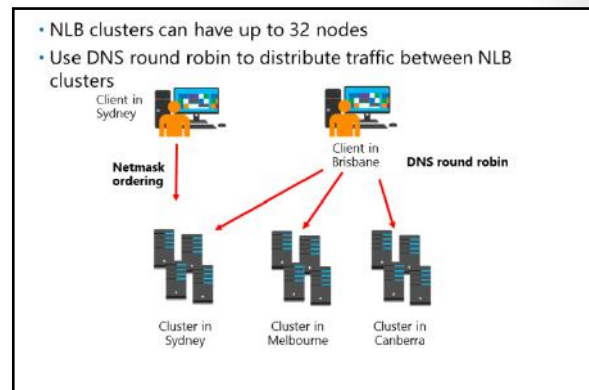 • NLB clusters can have up to 32 nodes
• Use DNS round robin to distribute traffic between NLB
clusters
Client in
Sydney
Client in
Brisbane
Netmask
ordering
DNS round robin
Cluster in
Sydney
Cluster in
Melbourne
Cluster in
Canberra